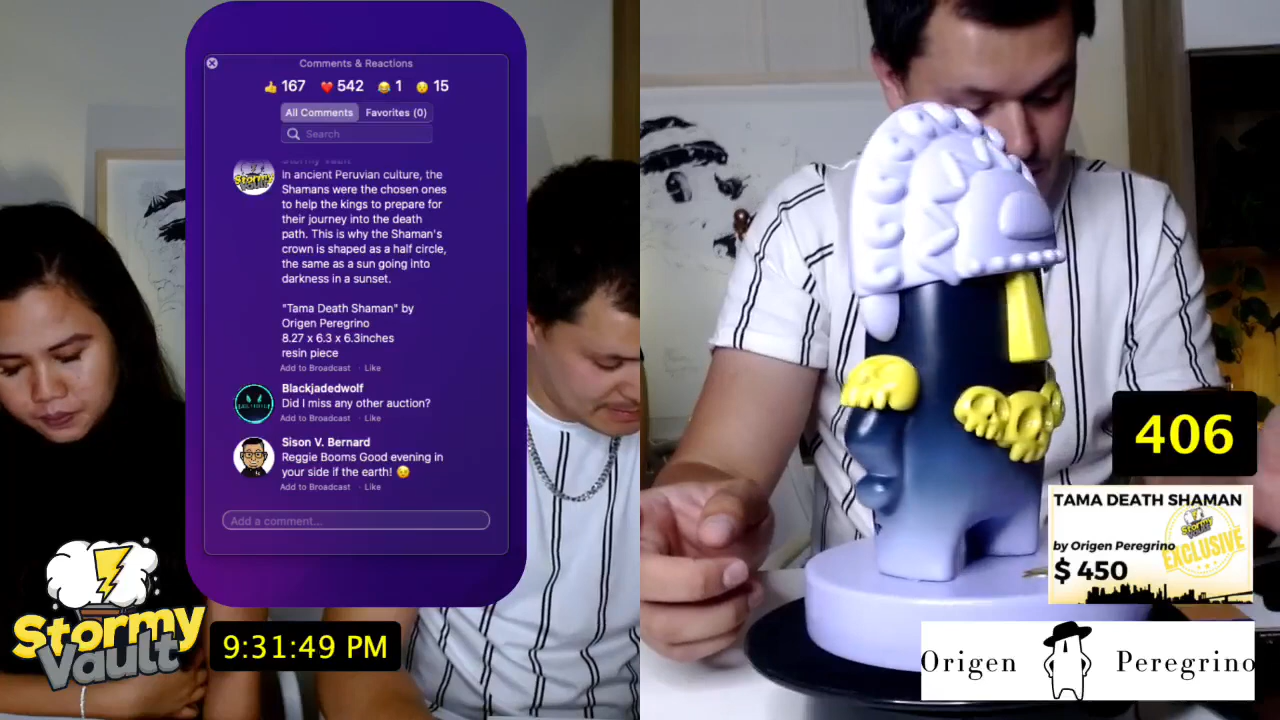 Comments & Reactions
167 542 1 15
All Comments Favorites (0)
Search
Stormy Vault
In ancient Peruvian culture, the
Shamans were the chosen ones
to help the kings to prepare for
their journey into the death
path. This is why the Shaman's
crown is shaped as a half circle,
the same as a sun going into
darkness in a sunset.
"Tama Death Shaman" by
Origen Peregrino
8.27 x 6.3 x 6.3inches
resin piece
Add to Broadcast · Like
Blackjadedwolf
Did I miss any other auction?
Add to Broadcast · Like
Sison V. Bernard
Reggie Booms Good evening in
your side if the earth!
Add to Broadcast · Like
Add a comment...
Stormy
Vault
9:31:49 PM
406
TAMA DEATH SHAMAN
Stormy
by Origen Peregrino
EXCLUSIVE
$ 450
Origen Peregrino